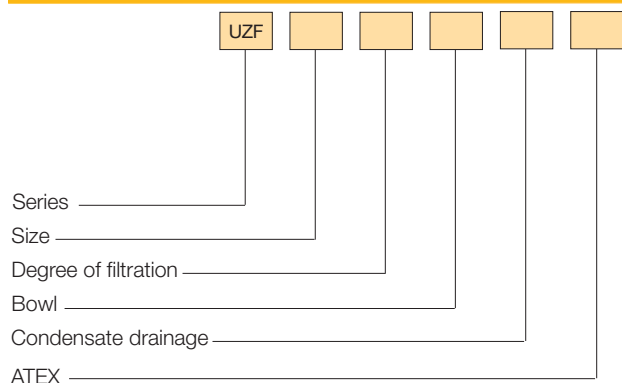 UZF
Series
Size
Degree of filtration
Bowl
Condensate drainage
ATEX